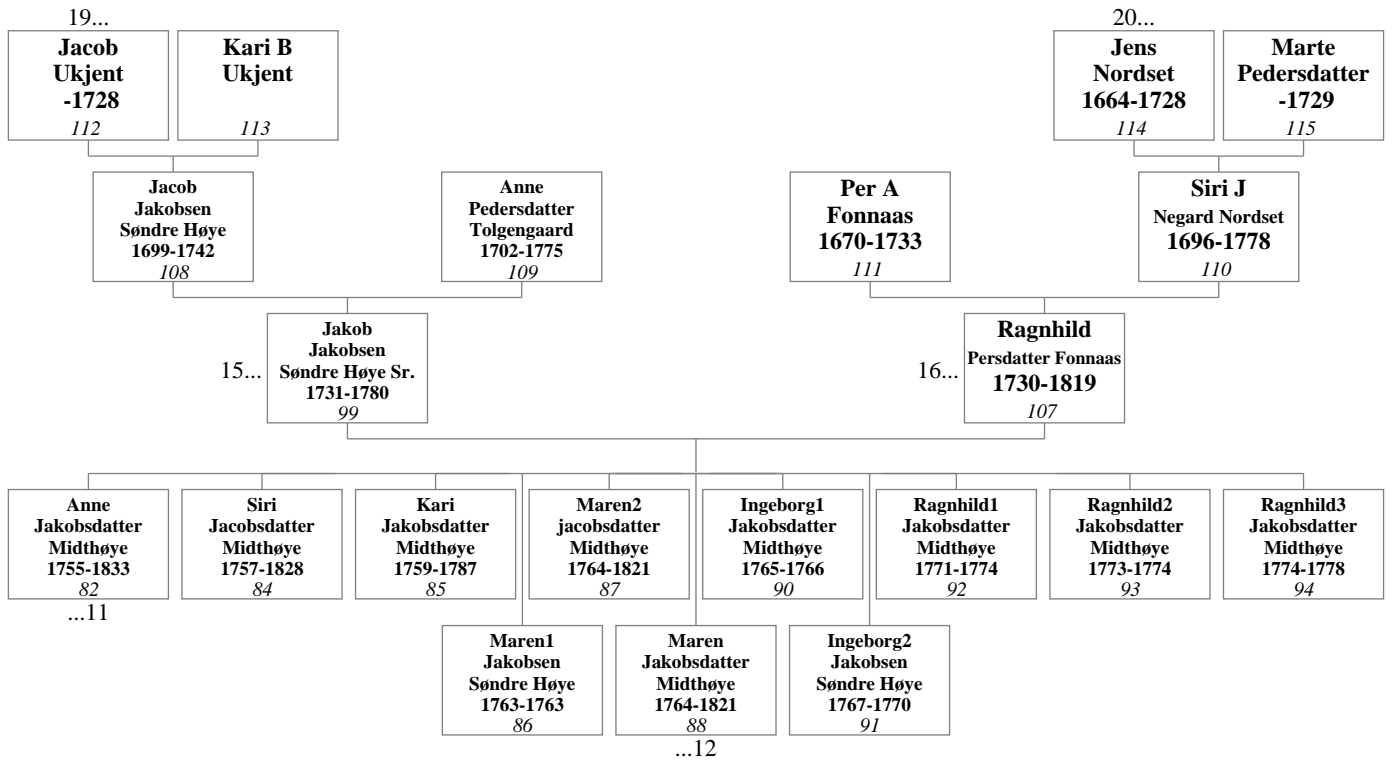 19...
20...
Jacob
Ukjent
-1728
112
Kari B
Ukjent
113
Jens
Nordset
1664-1728
114
Marte
Pedersdatter
-1729
115
Jacob
Jakobsen
Søndre Høye
1699-1742
108
Anne
Pedersdatter
Tolgengaard
1702-1775
109
Per A
Fonnaas
1670-1733
111
Siri J
Negard Nordset
1696-1778
110
15...
Jakob
Jakobsen
Søndre Høye Sr.
1731-1780
99
16...
Ragnhild
Persdatter Fonnaas
1730-1819
107
Anne
Jakobsdatter
Midthøye
1755-1833
82
...11
Siri
Jacobsdatter
Midthøye
1757-1828
84
Kari
Jakobsdatter
Midthøye
1759-1787
85
Maren2
jacobsdatter
Midthøye
1764-1821
87
Ingeborg1
Jakobsdatter
Midthøye
1765-1766
90
Ragnhild1
Jakobsdatter
Midthøye
1771-1774
92
Ragnhild2
Jakobsdatter
Midthøye
1773-1774
93
Ragnhild3
Jakobsdatter
Midthøye
1774-1778
94
Maren1
Jakobsen
Søndre Høye
1763-1763
86
Maren
Jakobsdatter
Midthøye
1764-1821
88
...12
Ingeborg2
Jakobsen
Søndre Høye
1767-1770
91